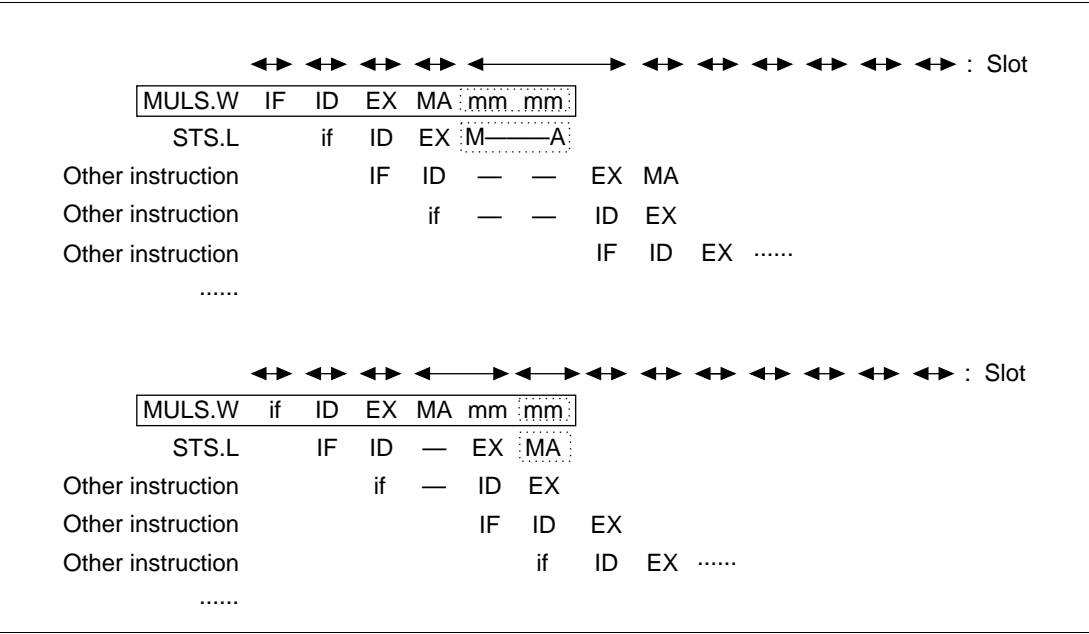 : Slot
MULS.W IF ID EX MA mm mm
STS.L if ID EX M———A
Other instruction IF ID — — EX MA
Other instruction if — — ID EX
Other instruction IF ID EX ······
······
: Slot
MULS.W if ID EX MA mm mm
STS.L IF ID — EX MA
Other instruction if — ID EX
Other instruction IF ID EX
Other instruction if ID EX ······
······